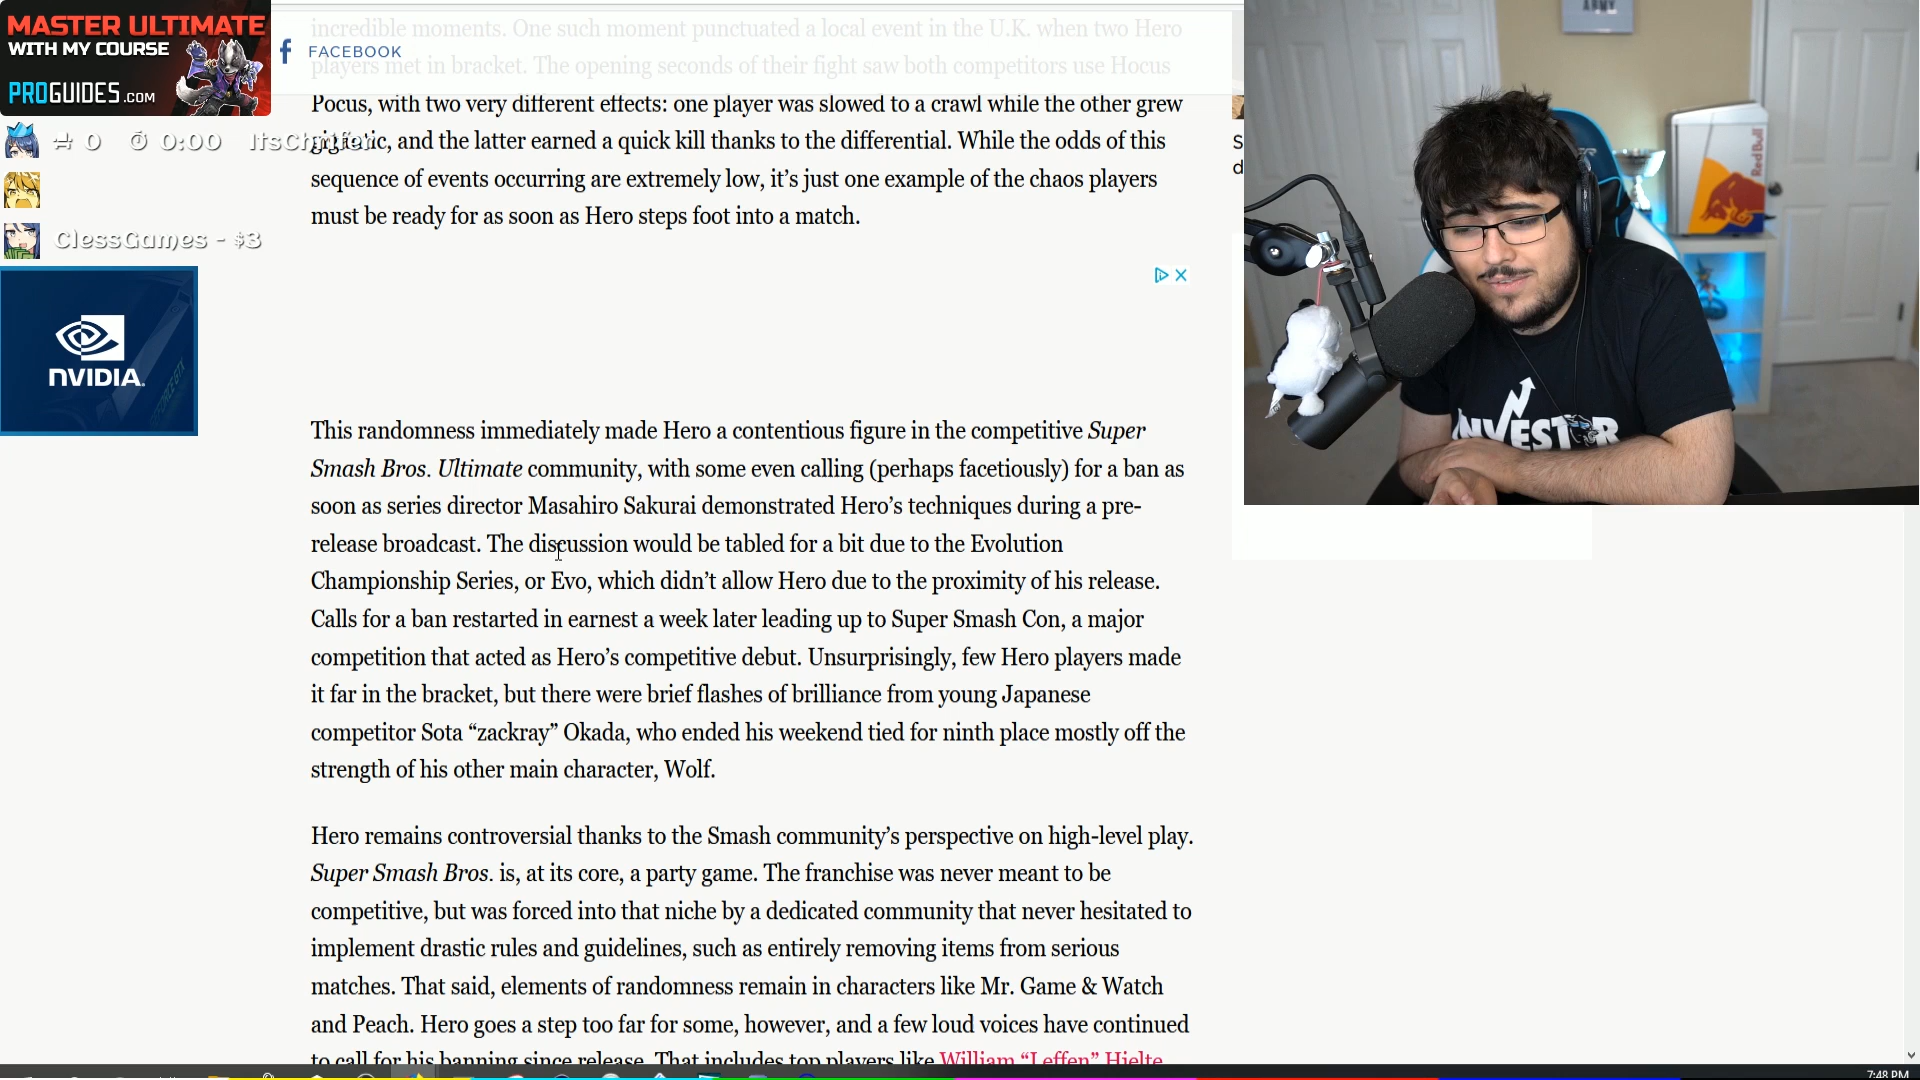 MASTER ULTIMATE
WITH MY COURSE
PROGUIDES.COM
FACEBOOK
0 0:00
ClessGames - $3
NVIDIA.
incredible moments. One such moment punctuated a local event in the U.K. when two Hero
players met in bracket. The opening seconds of their fight saw both competitors use Hocus
Pocus, with two very different effects: one player was slowed to a crawl while the other grew
gigantic, and the latter earned a quick kill thanks to the differential. While the odds of this
sequence of events occurring are extremely low, it’s just one example of the chaos players
must be ready for as soon as Hero steps foot into a match.
This randomness immediately made Hero a contentious figure in the competitive Super
Smash Bros. Ultimate community, with some even calling (perhaps facetiously) for a ban as
soon as series director Masahiro Sakurai demonstrated Hero’s techniques during a pre-
release broadcast. The discussion would be tabled for a bit due to the Evolution
Championship Series, or Evo, which didn’t allow Hero due to the proximity of his release.
Calls for a ban restarted in earnest a week later leading up to Super Smash Con, a major
competition that acted as Hero’s competitive debut. Unsurprisingly, few Hero players made
it far in the bracket, but there were brief flashes of brilliance from young Japanese
competitor Sota “zackray” Okada, who ended his weekend tied for ninth place mostly off the
strength of his other main character, Wolf.
Hero remains controversial thanks to the Smash community’s perspective on high-level play.
Super Smash Bros. is, at its core, a party game. The franchise was never meant to be
competitive, but was forced into that niche by a dedicated community that never hesitated to
implement drastic rules and guidelines, such as entirely removing items from serious
matches. That said, elements of randomness remain in characters like Mr. Game & Watch
and Peach. Hero goes a step too far for some, however, and a few loud voices have continued
to call for his banning since release. That includes top players like William “Leffen” Hjelte
S
d
ARMY
Red Bull
INVESTOR
7:48 PM